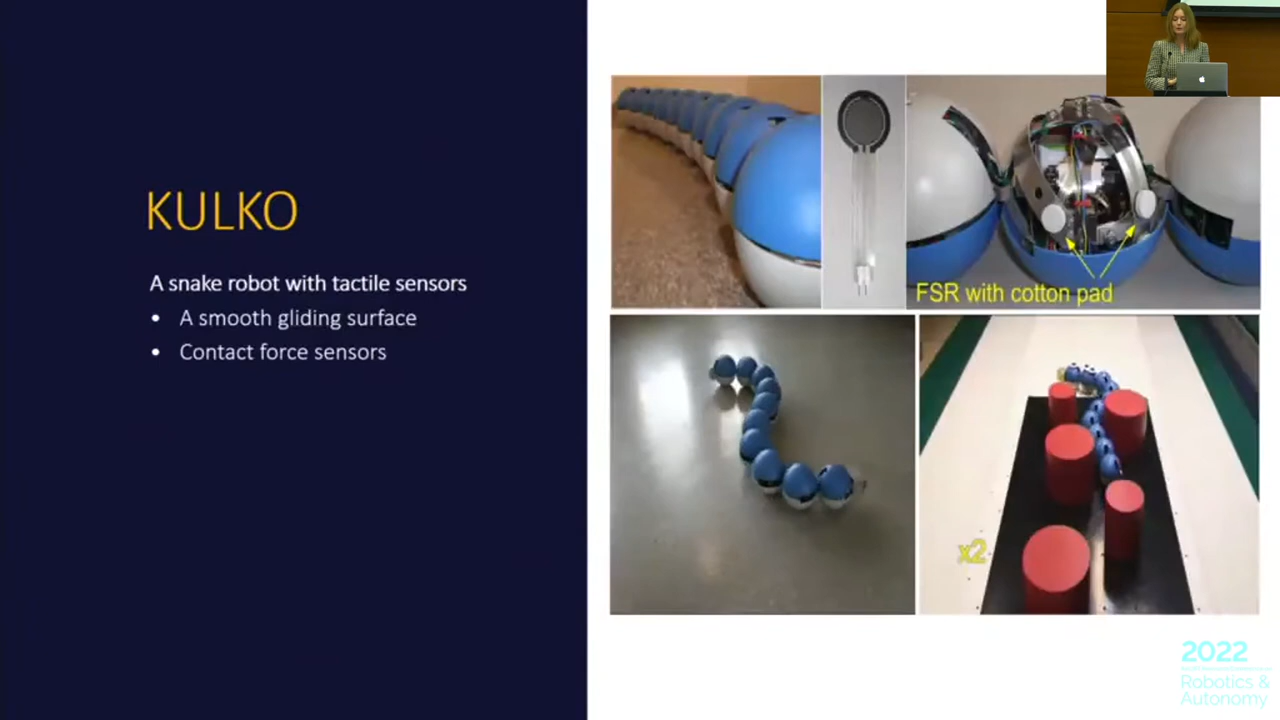 KULKO
A snake robot with tactile sensors
• A smooth gliding surface
• Contact force sensors
FSR with cotton pad
x2
2022
Robotics &
Autonomy